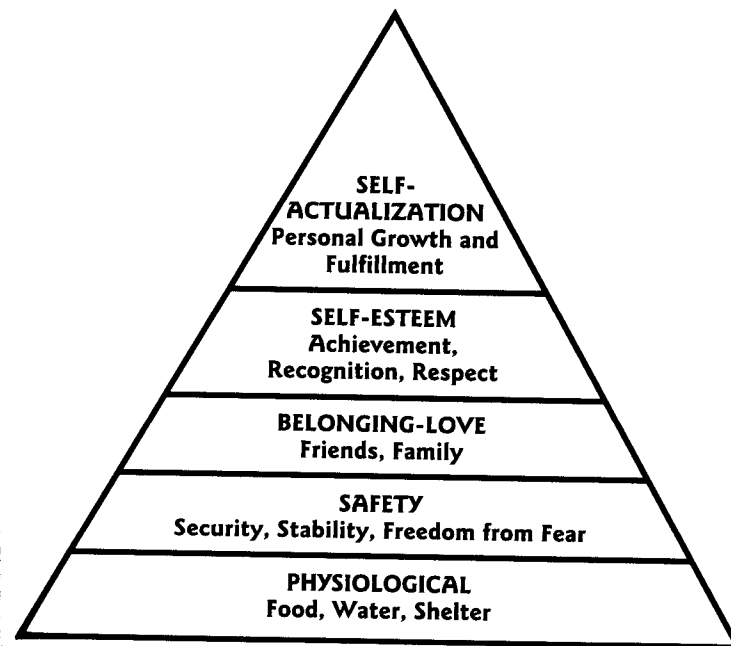 SELF-
ACTUALIZATION
Personal Growth and
Fulfillment
SELF-ESTEEM
Achievement,
Recognition, Respect
BELONGING-LOVE
Friends, Family
SAFETY
Security, Stability, Freedom from Fear
PHYSIOLOGICAL
Food, Water, Shelter